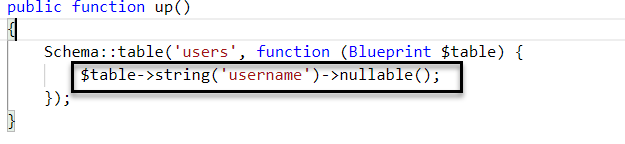 public function up()
{
Schema::table('users', function (Blueprint $table) {
$table->string('username')->nullable();
});
}